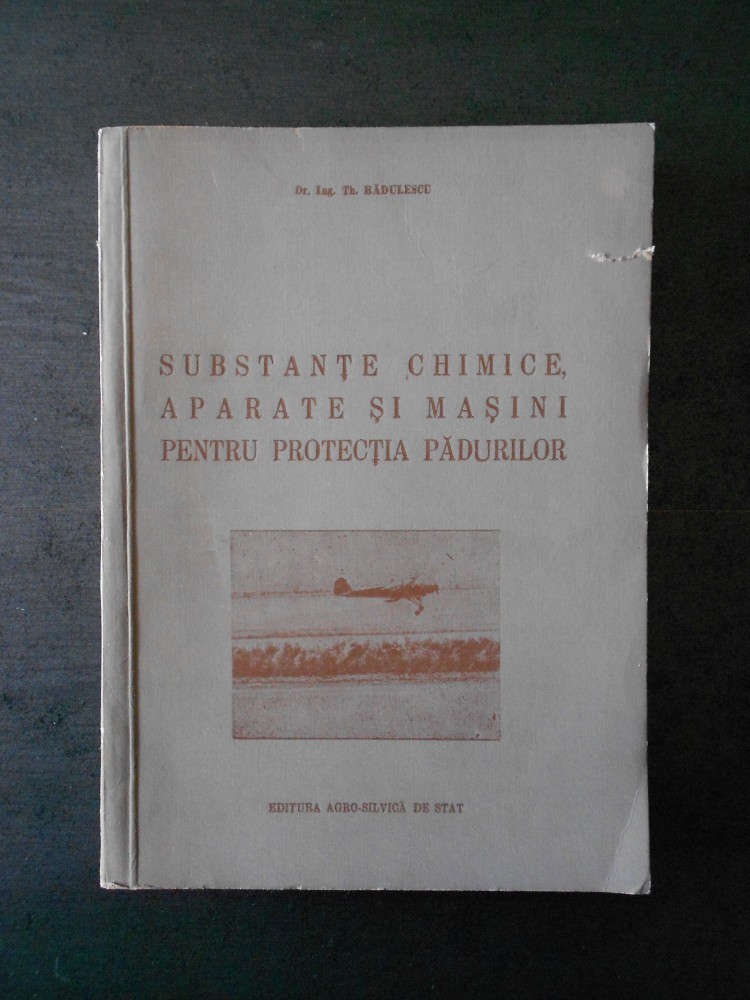 Dr. Ing. Th. RĂDULESCU
SUBSTANȚE CHIMICE,
APARATE ȘI MAȘINI
PENTRU PROTECȚIA PĂDURILOR
EDITURA AGRO-SILVICĂ DE STAT